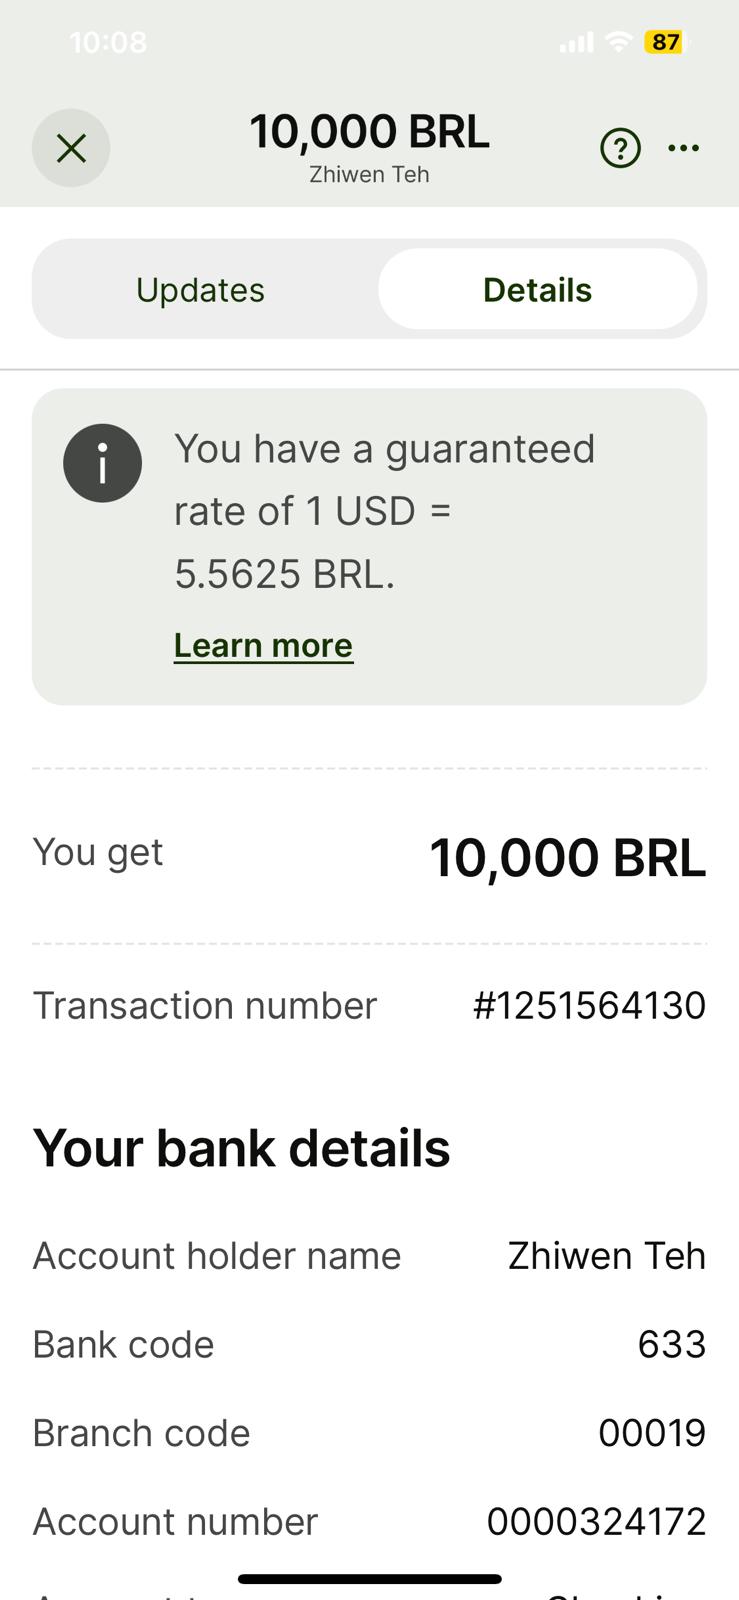 10:08
87
10,000 BRL
Zhiwen Teh
Updates
Details
You have a guaranteed
rate of 1 USD =
5.5625 BRL.
Learn more
You get 10,000 BRL
Transaction number #1251564130
Your bank details
Account holder name Zhiwen Teh
Bank code 633
Branch code 00019
Account number 0000324172